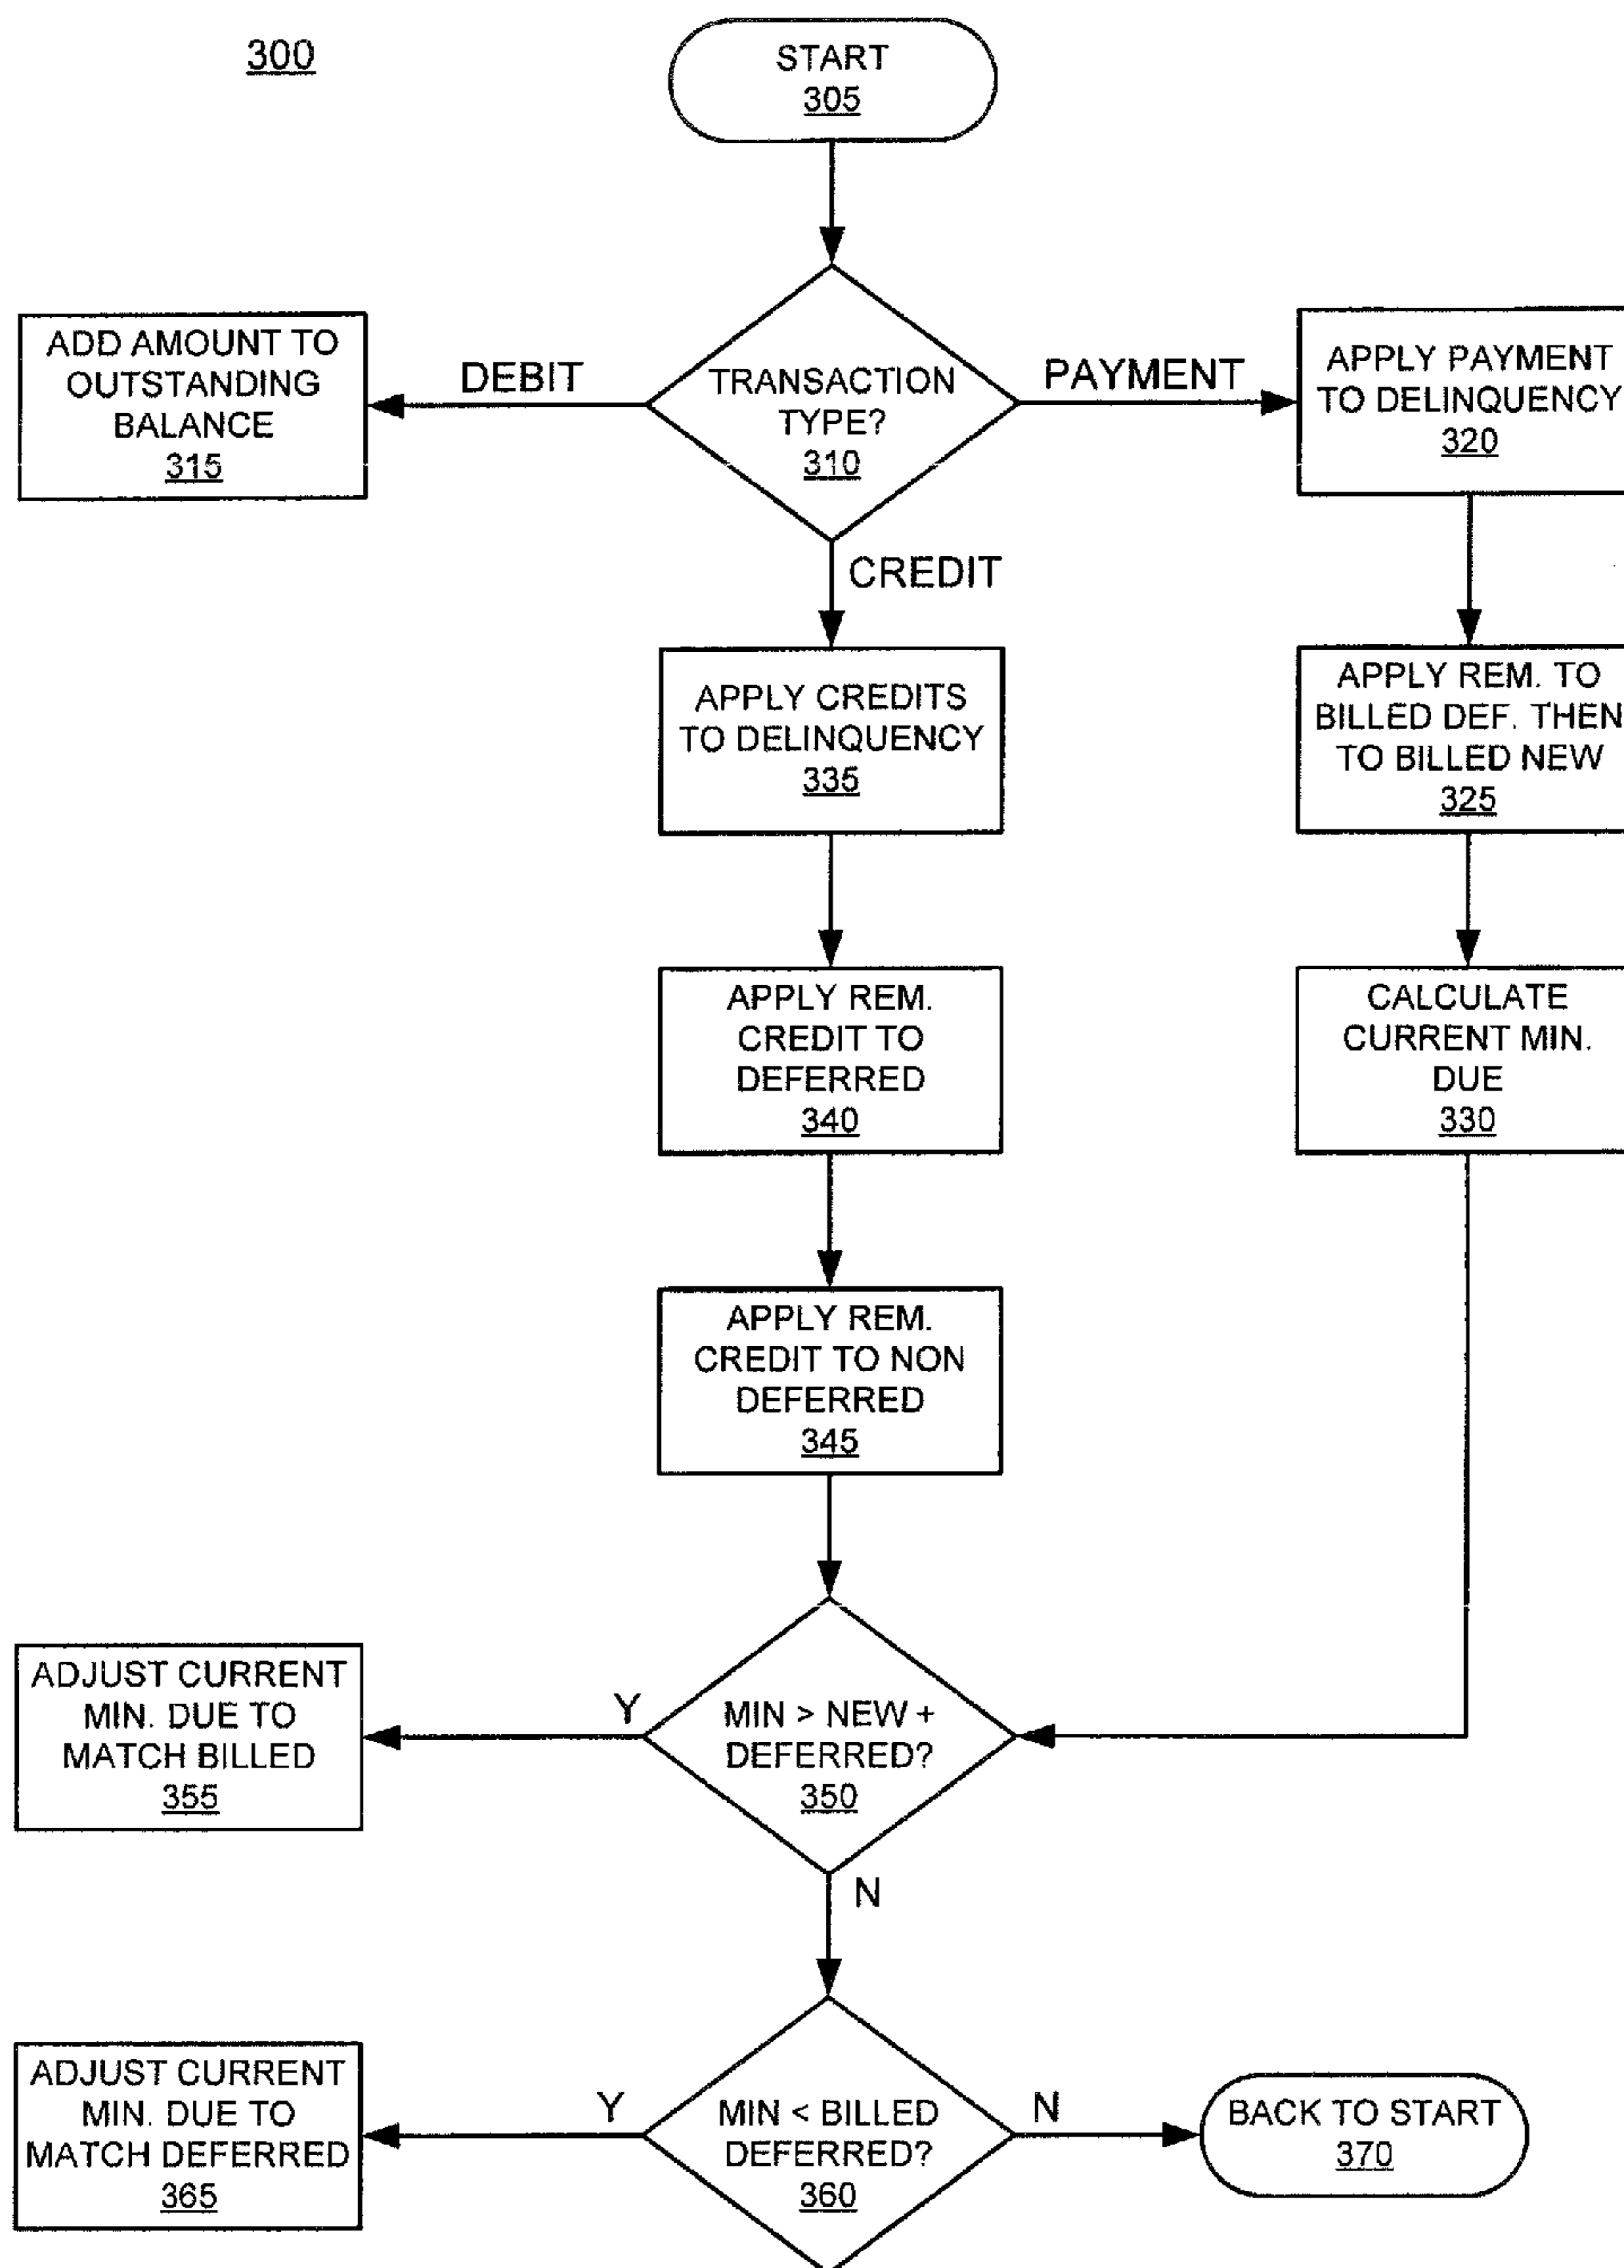 300
START
305
ADD AMOUNT TO
OUTSTANDING
BALANCE
315
DEBIT
TRANSACTION
TYPE?
310
PAYMENT
APPLY PAYMENT
TO DELINQUENCY
320
CREDIT
APPLY CREDITS
TO DELINQUENCY
335
APPLY REM. TO
BILLED DEF. THEN
TO BILLED NEW
325
APPLY REM.
CREDIT TO
DEFERRED
340
CALCULATE
CURRENT MIN.
DUE
330
APPLY REM.
CREDIT TO NON
DEFERRED
345
ADJUST CURRENT
MIN. DUE TO
MATCH BILLED
355
Y
MIN > NEW +
DEFERRED?
350
N
ADJUST CURRENT
MIN. DUE TO
MATCH DEFERRED
365
Y
MIN < BILLED
DEFERRED?
360
N
BACK TO START
370